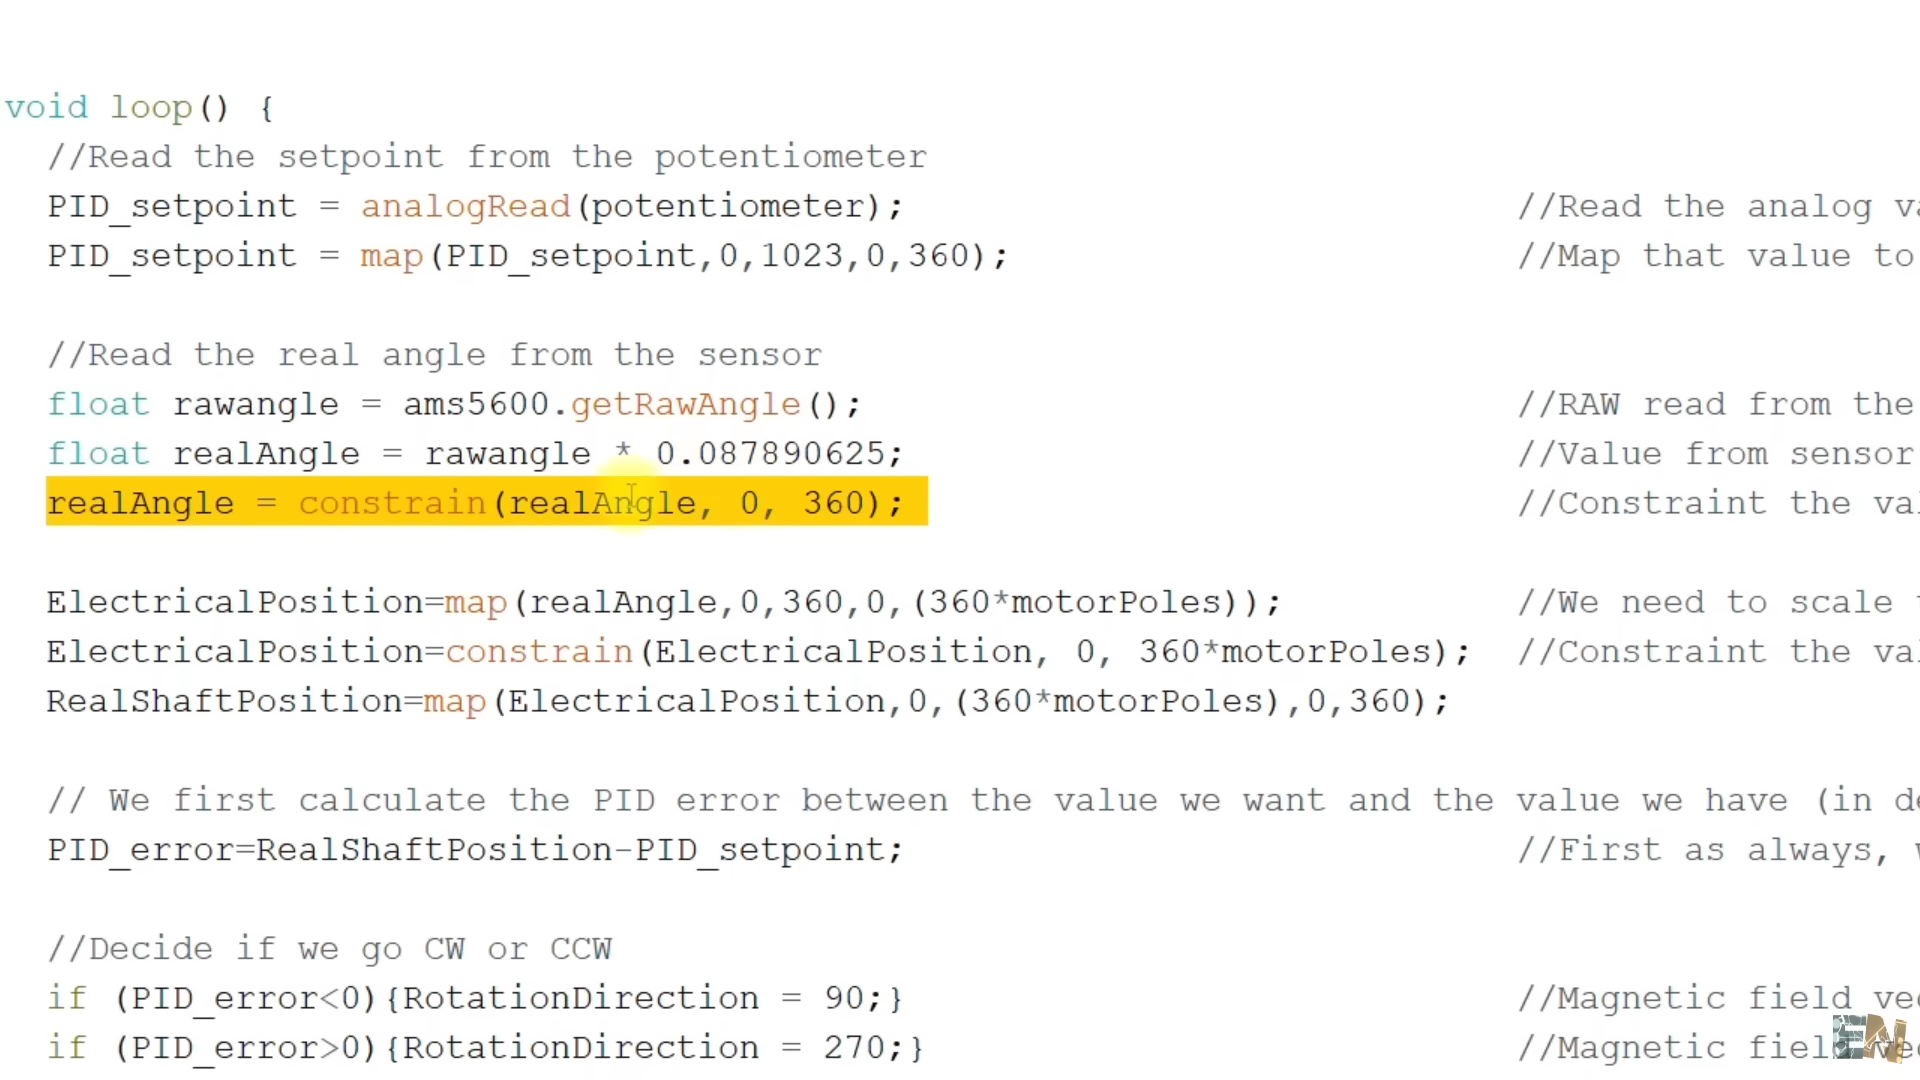 void loop() {
//Read the setpoint from the potentiometer
PID_setpoint = analogRead(potentiometer); //Read the analog
PID_setpoint = map(PID_setpoint,0,1023,0,360); //Map that value to
//Read the real angle from the sensor
float rawangle = ams5600.getRawAngle(); //RAW read from the
float realAngle = rawangle * 0.087890625; //Value from sensor
realAngle = constrain(realAngle, 0, 360); //Constraint the
ElectricalPosition=map(realAngle,0,360,0,(360*motorPoles)); //We need to scale
ElectricalPosition=constrain(ElectricalPosition, 0, 360*motorPoles); //Constraint the
RealShaftPosition=map(ElectricalPosition,0,(360*motorPoles),0,360);
// We first calculate the PID error between the value we want and the value we have (in
PID_error=RealShaftPosition-PID_setpoint; //First as always,
//Decide if we go CW or CCW
if (PID_error<0){RotationDirection = 90;} //Magnetic field
if (PID_error>0){RotationDirection = 270;} //Magnetic
EN